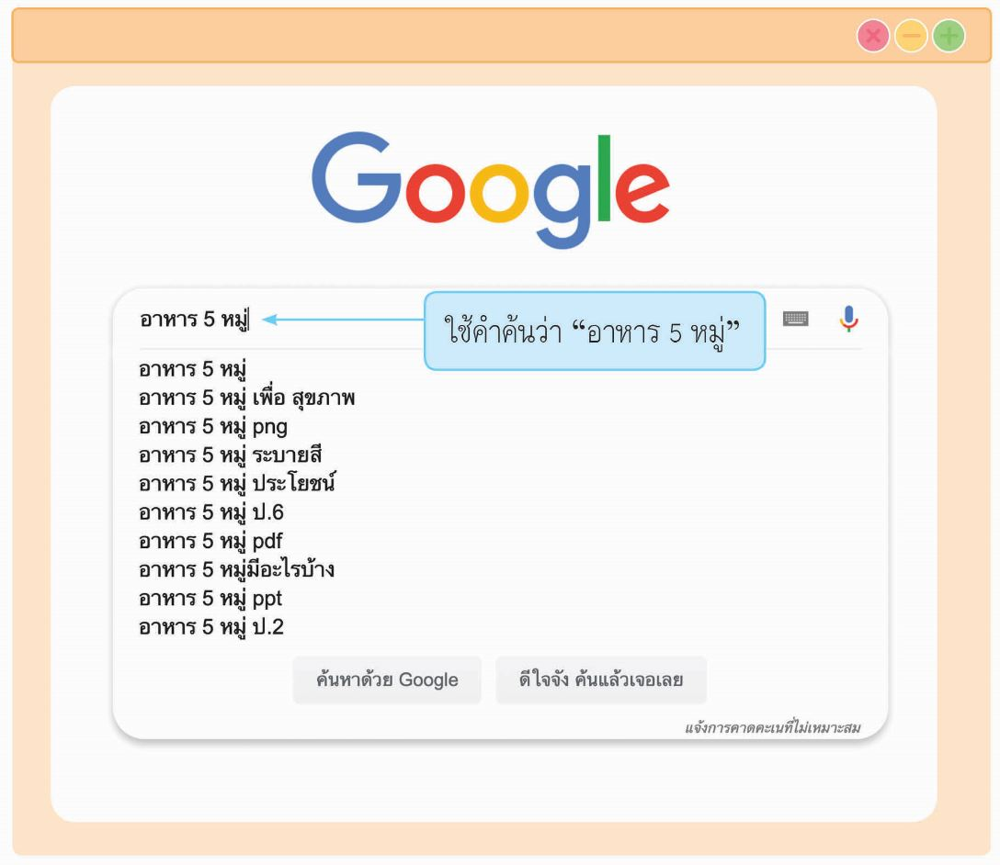 Google
อาหาร 5 หมู่
ใช้คำค้นว่า “อาหาร 5 หมู่”
อาหาร 5 หมู่
อาหาร 5 หมู่ เพื่อ สุขภาพ
อาหาร 5 หมู่ png
อาหาร 5 หมู่ ระบายสี
อาหาร 5 หมู่ ประโยชน์
อาหาร 5 หมู่ ป.6
อาหาร 5 หมู่ pdf
อาหาร 5 หมู่มีอะไรบ้าง
อาหาร 5 หมู่ ppt
อาหาร 5 หมู่ ป.2
ค้นหาด้วย Google
ดีใจจัง ค้นแล้วเจอเลย
แจ้งการคาดคะเนที่ไม่เหมาะสม